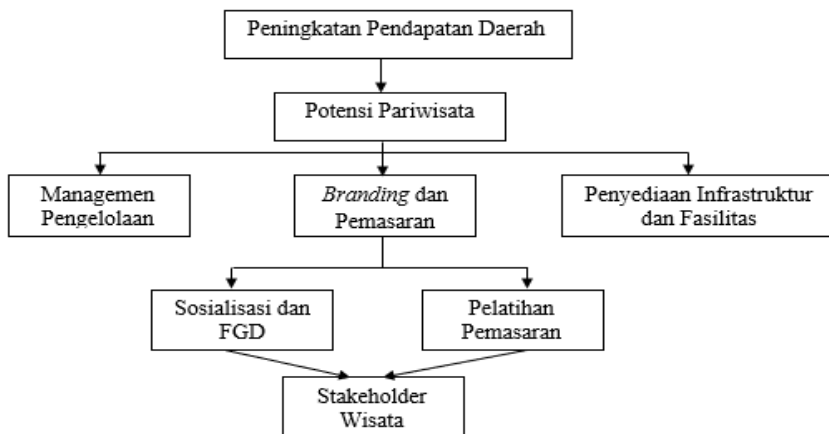 Peningkatan Pendapatan Daerah
Potensi Pariwisata
Managemen
Pengelolaan
Branding dan
Pemasaran
Penyediaan Infrastruktur
dan Fasilitas
Sosialisasi dan
FGD
Pelatihan
Pemasaran
Stakeholder
Wisata